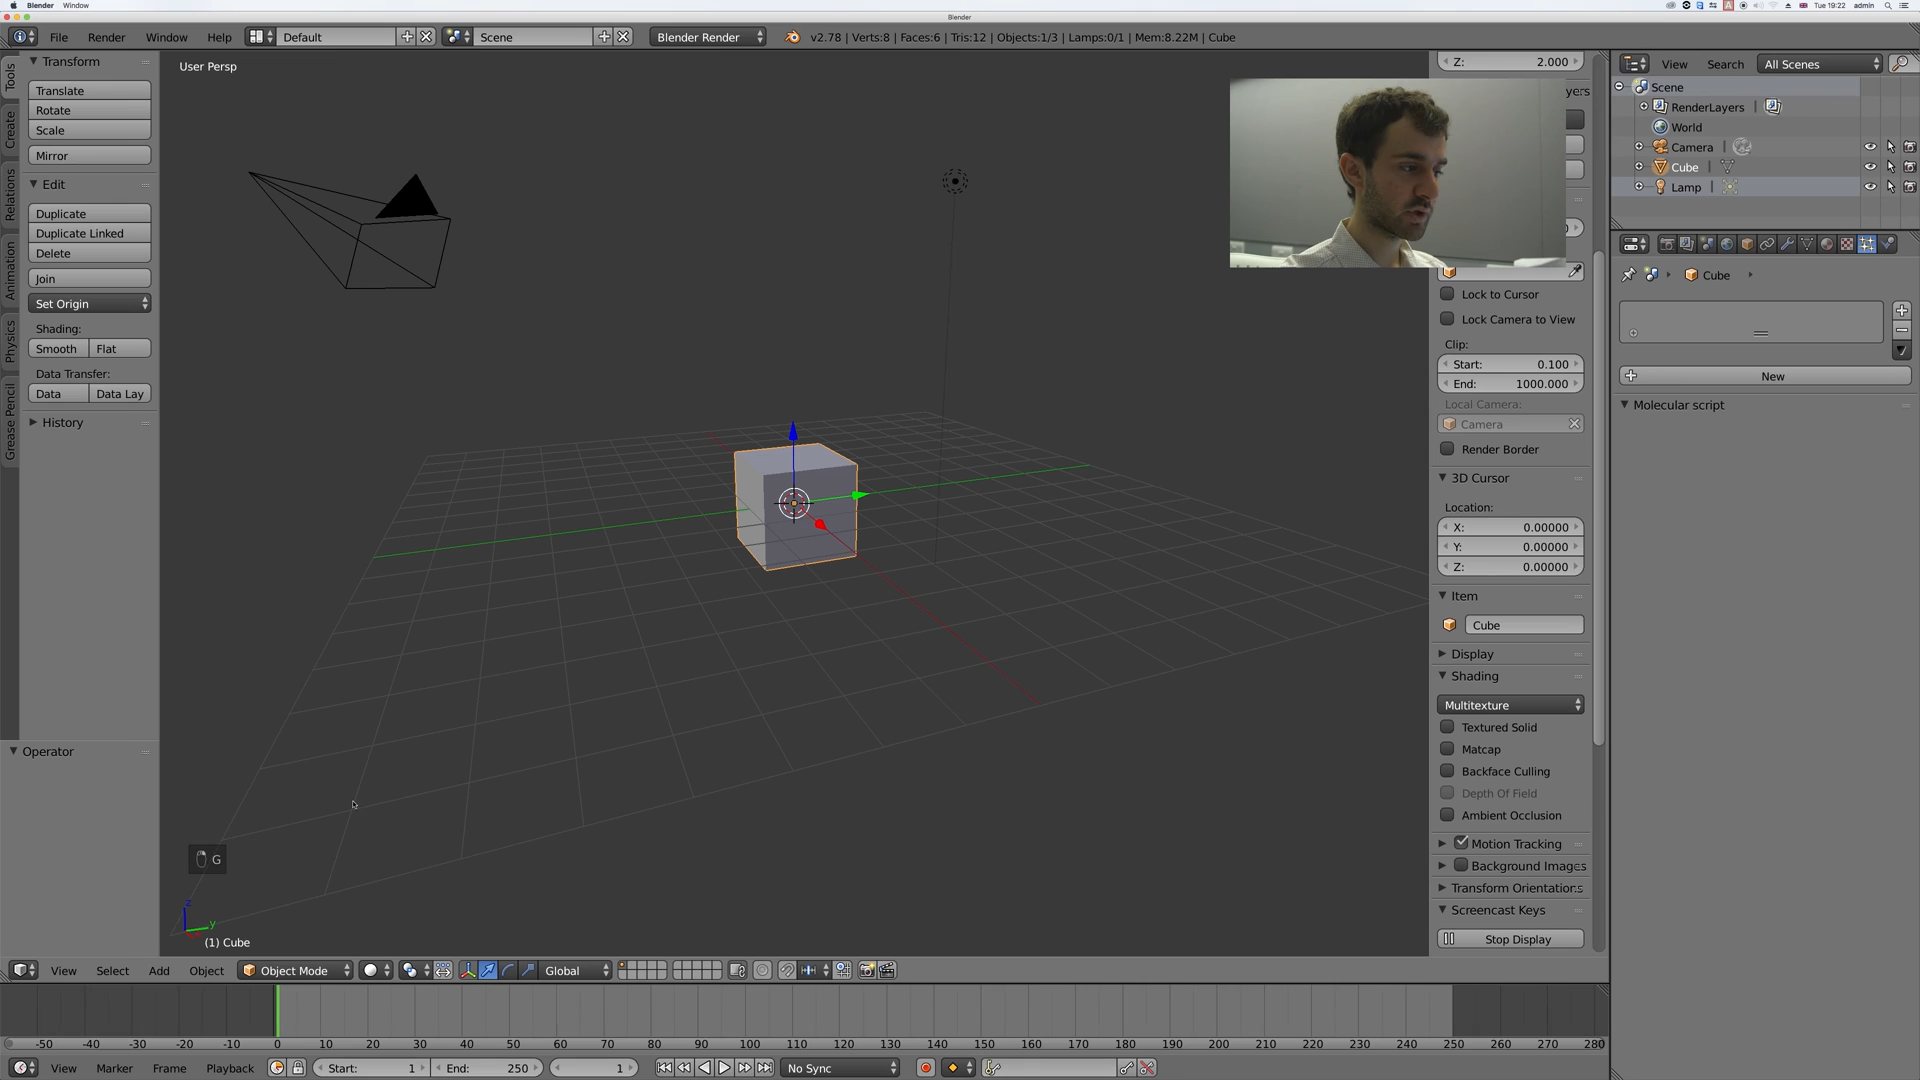 Blender Window
Tue 19:22 admin
Blender
File Render Window Help Default Scene Blender Render v2.78 | Verts:8 | Faces:6 | Tris:12 | Objects:1/3 | Lamps:0/1 | Mem:8.22M | Cube
Tools
Create
Relations
Animation
Physics
Grease Pencil
Transform
Translate
Rotate
Scale
Mirror
Edit
Duplicate
Duplicate Linked
Delete
Join
Set Origin
Shading:
Smooth Flat
Data Transfer:
Data Data Lay
History
Operator
User Persp
G
z
y
(1) Cube
Z: 2.000
Lock to Cursor
Lock Camera to View
Clip:
Start: 0.100
End: 1000.000
Local Camera:
Camera
Render Border
3D Cursor
Location:
X: 0.00000
Y: 0.00000
Z: 0.00000
Item
Cube
Display
Shading
Multitexture
Textured Solid
Matcap
Backface Culling
Depth Of Field
Ambient Occlusion
Motion Tracking
Background Images
Transform Orientations
Screencast Keys
Stop Display
View Search All Scenes
Scene
RenderLayers
World
Camera
Cube
Lamp
Cube
New
Molecular script
View Select Add Object Object Mode Global
-50 -40 -30 -20 -10 0 10 20 30 40 50 60 70 80 90 100 110 120 130 140 150 160 170 180 190 200 210 220 230 240 250 260 270 280
View Marker Frame Playback Start: 1 End: 250 1 No Sync